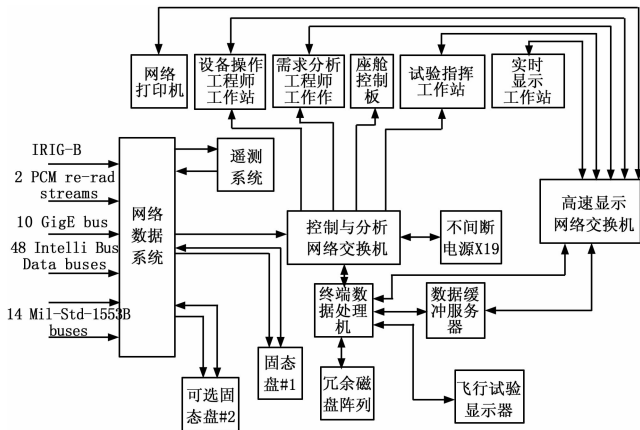 网络
打印机
设备操作
工程师
工作站
需求分析
工程师
工作作
座舱
控制
板
试验指挥
工作站
实时
显示
工作站
IRIG-B
2 PCM re-rad
streams
10 GigE bus
48 Intelli Bus
Data buses
14 Mil-Std-1553B
buses
网络
数据
系统
遥测
系统
控制与分析
网络交换机
不间断
电源X19
高速显示
网络交换机
终端数
据处理
机
数据缓
冲服务
器
固态
盘#1
可选固
态盘#2
冗余磁
盘阵列
飞行试验
显示器